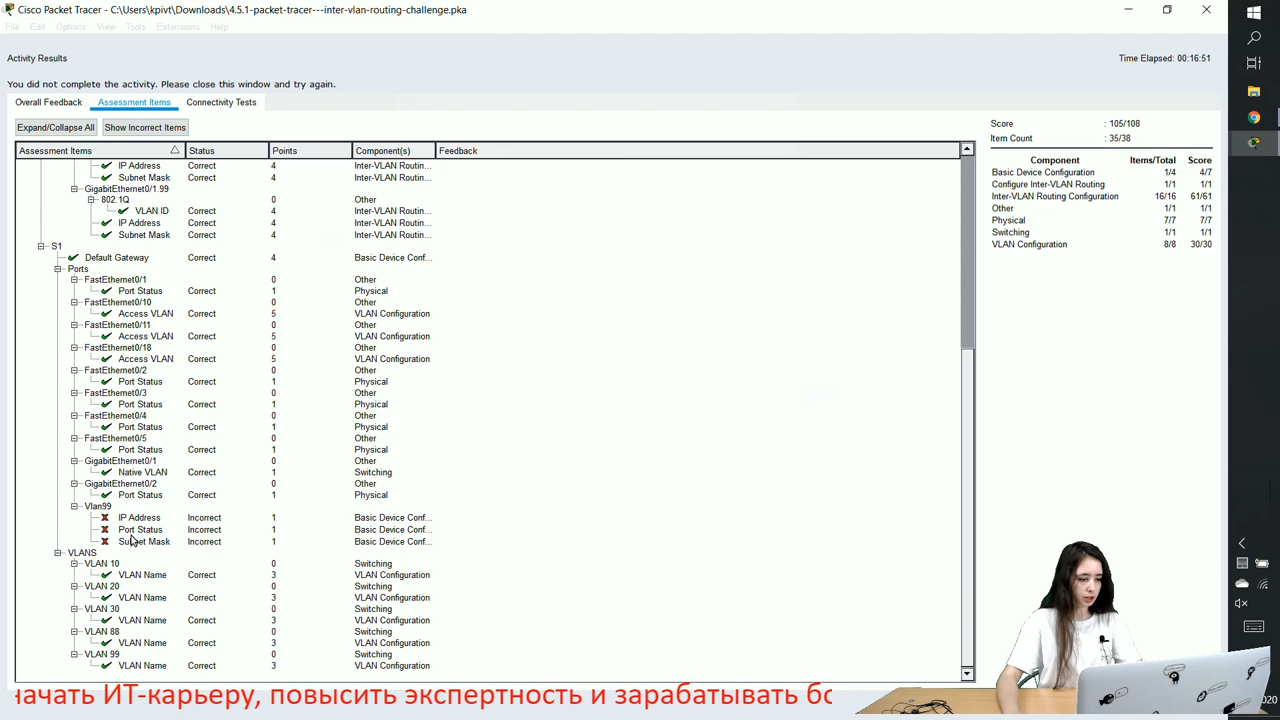 Cisco Packet Tracer - C:\Users\kpivt\Downloads\4.5.1-packet-tracer---inter-vlan-routing-challenge.pka
File Edit Options View Tools Extensions Help
Activity Results
Time Elapsed: 00:16:51
You did not complete the activity. Please close this window and try again.
Overall Feedback Assessment Items Connectivity Tests
Expand/Collapse All Show Incorrect Items
Assessment Items Status Points Component(s) Feedback
IP Address Correct 4 Inter-VLAN Routin...
Subnet Mask Correct 4 Inter-VLAN Routin...
GigabitEthernet0/1.99
802.1Q 0 Other
VLAN ID Correct 4 Inter-VLAN Routin...
IP Address Correct 4 Inter-VLAN Routin...
Subnet Mask Correct 4 Inter-VLAN Routin...
S1
Default Gateway Correct 4 Basic Device Conf...
Ports
FastEthernet0/1 0 Other
Port Status Correct 1 Physical
FastEthernet0/10 0 Other
Access VLAN Correct 5 VLAN Configuration
FastEthernet0/11 0 Other
Access VLAN Correct 5 VLAN Configuration
FastEthernet0/18 0 Other
Access VLAN Correct 5 VLAN Configuration
FastEthernet0/2 0 Other
Port Status Correct 1 Physical
FastEthernet0/3 0 Other
Port Status Correct 1 Physical
FastEthernet0/4 0 Other
Port Status Correct 1 Physical
FastEthernet0/5 0 Other
Port Status Correct 1 Physical
GigabitEthernet0/1 0 Other
Native VLAN Correct 1 Switching
GigabitEthernet0/2 0 Other
Port Status Correct 1 Physical
Vlan99
IP Address Incorrect 1 Basic Device Conf...
Port Status Incorrect 1 Basic Device Conf...
Subnet Mask Incorrect 1 Basic Device Conf...
VLANS
VLAN 10 0 Switching
VLAN Name Correct 3 VLAN Configuration
VLAN 20 0 Switching
VLAN Name Correct 3 VLAN Configuration
VLAN 30 0 Switching
VLAN Name Correct 3 VLAN Configuration
VLAN 88 0 Switching
VLAN Name Correct 3 VLAN Configuration
VLAN 99 0 Switching
VLAN Name Correct 3 VLAN Configuration
Score : 105/108
Item Count : 35/38
Component Items/Total Score
Basic Device Configuration 1/4 4/7
Configure Inter-VLAN Routing 1/1 1/1
Inter-VLAN Routing Configuration 16/16 61/61
Other 1/1 1/1
Physical 7/7 7/7
Switching 1/1 1/1
VLAN Configuration 8/8 30/30
начать ИТ-карьеру, повысить экспертность и зарабатывать бо